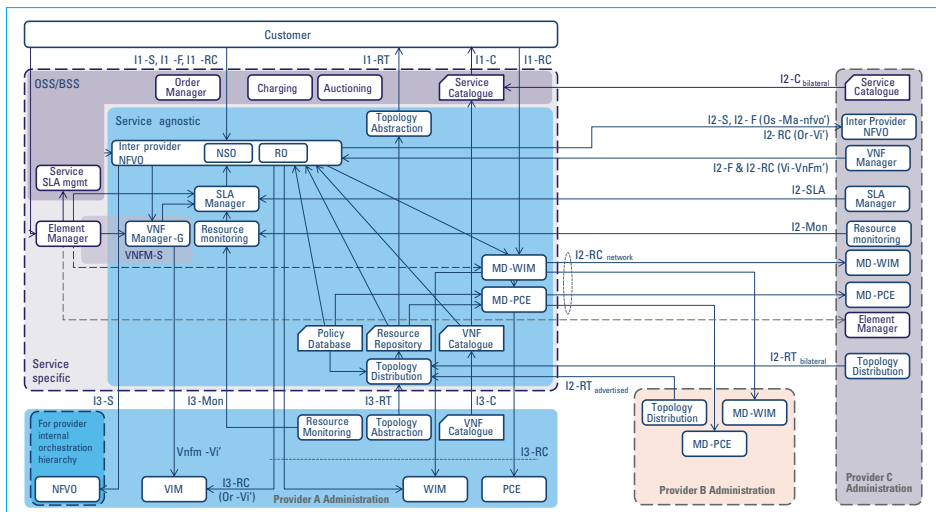 Customer
I1-S, I1 -F, I1 -RC
I1-RT
I1-C
I1-RC
OSS/BSS
Order
Manager
Charging
Auctioning
Service
Catalogue
I2-C bilateral
Service
Catalogue
Service agnostic
Topology
Abstraction
I2-S, I2- F (Os -Ma-nfvo’)
I2- RC (Or-Vi’)
Inter Provider
NFVO
Inter provider
NFVO
NSO
RO
I2-F & I2-RC (Vi-VnFm’)
VNF
Manager
Service
SLA mgmt
SLA
Manager
I2-SLA
SLA
Manager
Element
Manager
VNF
Manager -G
VNFM-S
Resource
monitoring
I2-Mon
Resource
monitoring
MD-WIM
I2-RC network
MD-WIM
MD-PCE
MD-PCE
Element
Manager
Policy
Database
Resource
Repository
VNF
Catalogue
Service
specific
Topology
Distribution
I2-RT bilateral
Topology
Distribution
I2-RT advertised
I3-S
I3-Mon
I3-RT
I3-C
For provider
internal
orchestration
hierarchy
Resource
Monitoring
Topology
Abstraction
VNF
Catalogue
Topology
Distribution
MD-WIM
MD-PCE
Vnfm -Vi’
I3-RC
I3-RC
(Or -Vi’)
NFVO
VIM
Provider A Administration
WIM
PCE
Provider B Administration
Provider C
Administration